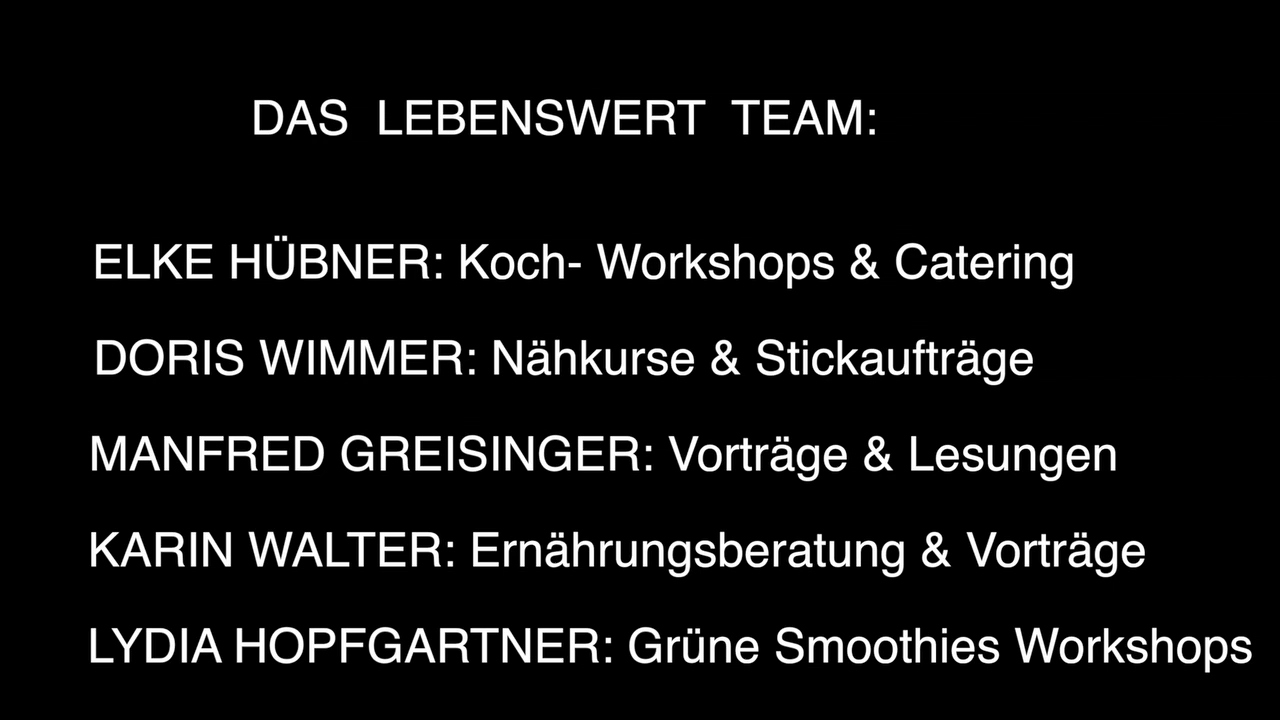 DAS LEBENSWERT TEAM:
ELKE HÜBNER: Koch- Workshops & Catering
DORIS WIMMER: Nähkurse & Stickaufträge
MANFRED GREISINGER: Vorträge & Lesungen
KARIN WALTER: Ernährungsberatung & Vorträge
LYDIA HOPFGARTNER: Grüne Smoothies Workshops